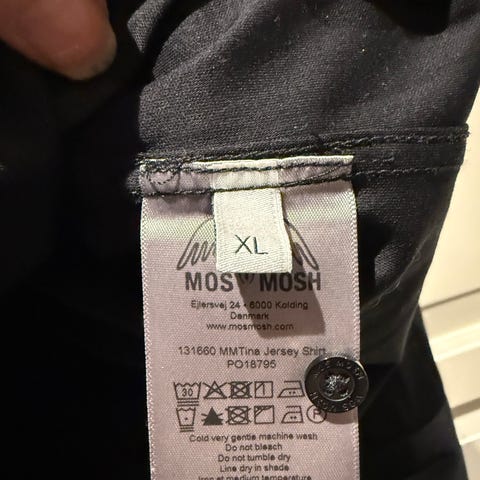 XL
MOS MOSH
Ejlersvej 24 - 6000 Kolding
Denmark
www.mosmosh.com
131660 MMTina Jersey Shirt
PO18795
30
Cold very gentle machine wash
Do not bleach
Do not tumble dry
Line dry in shade
Iron at medium temperature